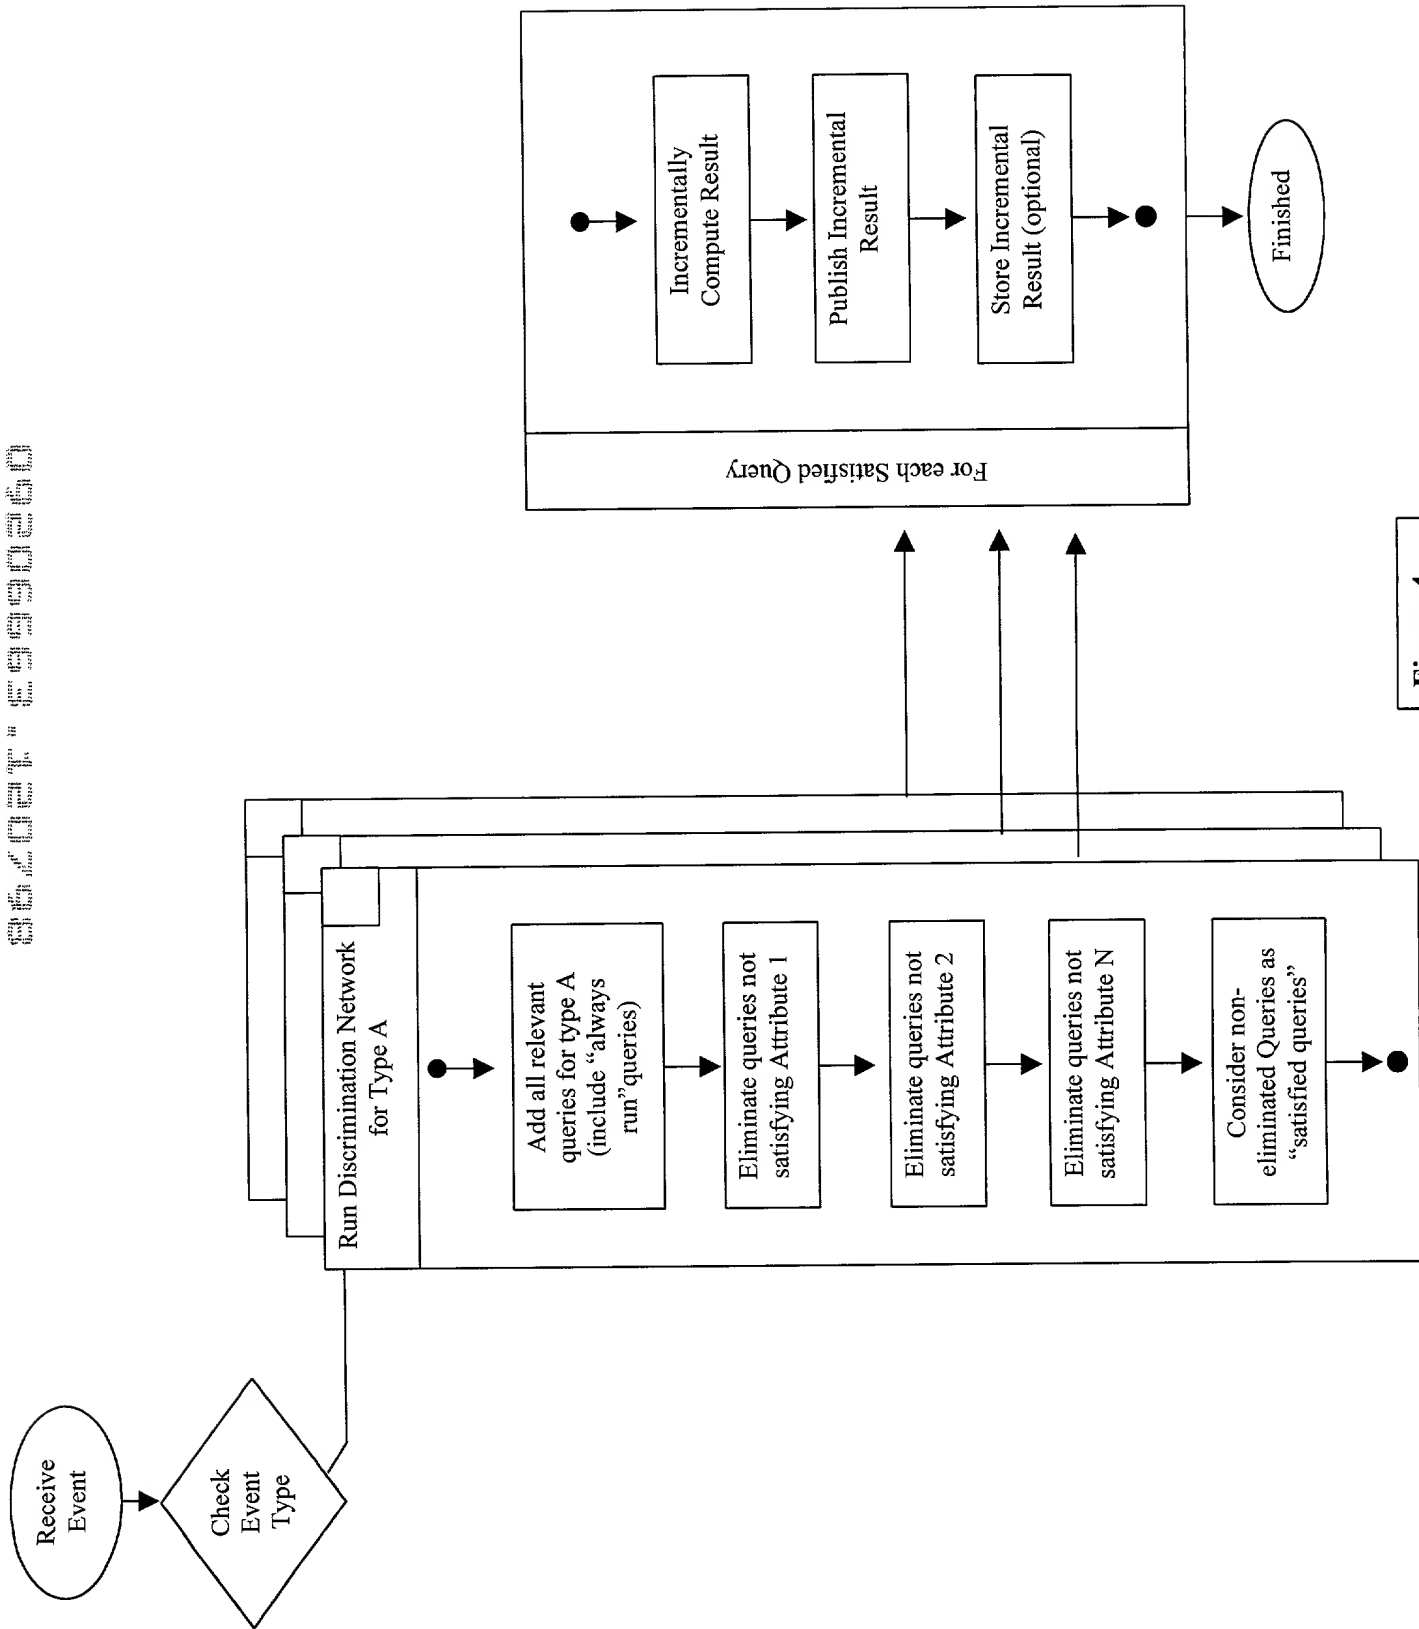 Receive
Event
Check
Event
Type
Run Discrimination Network
for Type A
Add all relevant
queries for type A
(include “always
run”queries)
Eliminate queries not
satisfying Attribute 1
Eliminate queries not
satisfying Attribute 2
Eliminate queries not
satisfying Attribute N
Consider non-
eliminated Queries as
“satisfied queries”
For each Satisfied Query
Incrementally
Compute Result
Publish Incremental
Result
Store Incremental
Result (optional)
Finished